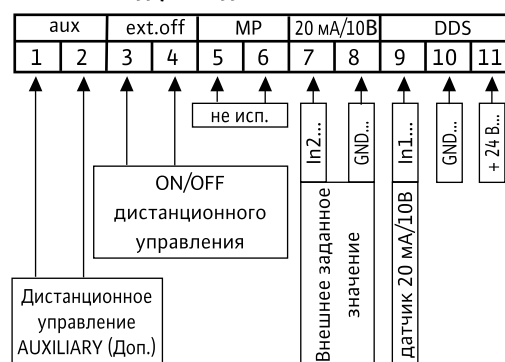 aux ext.off MP 20 мА/10В DDS
1 2 3 4 5 6 7 8 9 10 11
не исп.
In2...
GND...
In1...
GND...
+ 24 В...
ON/OFF
дистанционного
управления
Внешнее заданное
значение
датчик 20 мА/10В
Дистанционное
управление
AUXILIARY (Доп.)